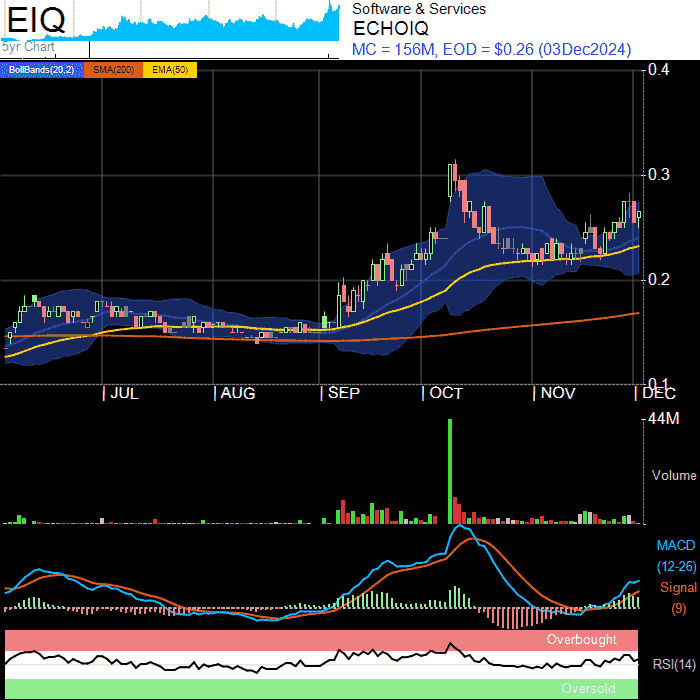 EIQ
5yr Chart
Software & Services
ECHOIQ
MC = 156M, EOD = $0.26 (03Dec2024)
BollBands(20,2) SMA(200) EMA(50)
0.4
0.3
0.2
0.1
JUL AUG SEP OCT NOV DEC
44M
Volume
MACD
(12-26)
Signal
(9)
Overbought
RSI(14)
Oversold